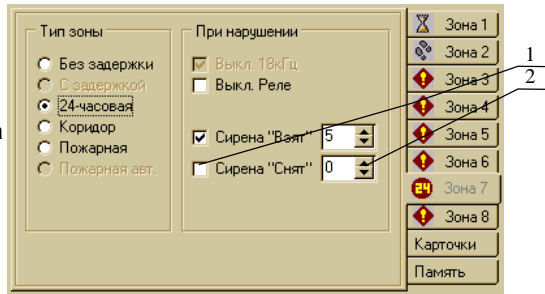 Тип зоны
Без задержки
С задержкой
24-часовая
Коридор
Пожарная
Пожарная авт.
При нарушении
Выкл. 18кГц
Выкл. Реле
Сирена "Взят" 5
Сирена "Снят" 0
Зона 1
Зона 2
Зона 3
Зона 4
Зона 5
Зона 6
24 Зона 7
Зона 8
Карточки
Память
1
2